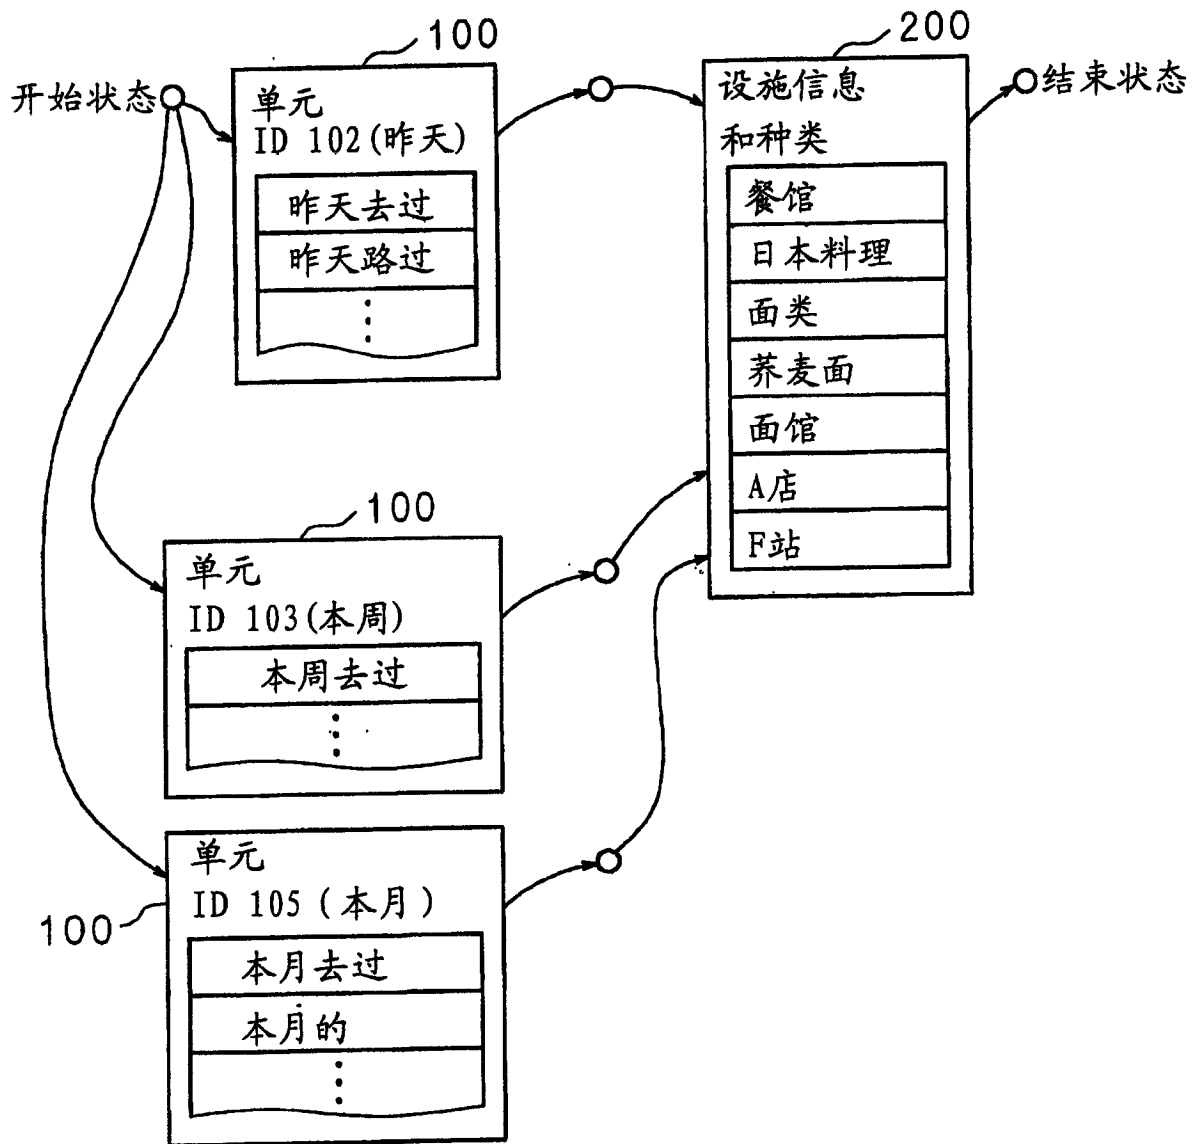 100
200
开始状态
单元
ID 102(昨天)
昨天去过
昨天路过
设施信息
和种类
餐馆
日本料理
面类
荞麦面
面馆
A店
F站
结束状态
100
单元
ID 103(本周)
本周去过
单元
ID 105(本月)
100
本月去过
本月的